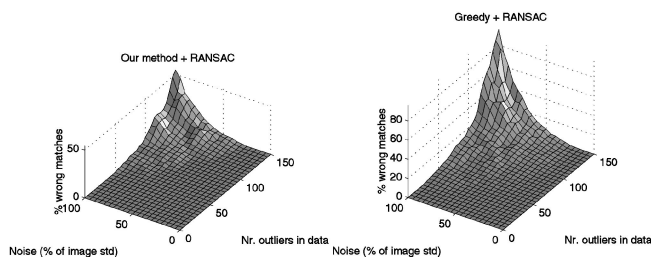 Our method + RANSAC
% wrong matches
50
0
100
50
0
0
50
100
150
Noise (% of image std)
Nr. outliers in data
Greedy + RANSAC
% wrong matches
80
60
40
20
0
100
50
0
0
50
100
150
Noise (% of image std)
Nr. outliers in data